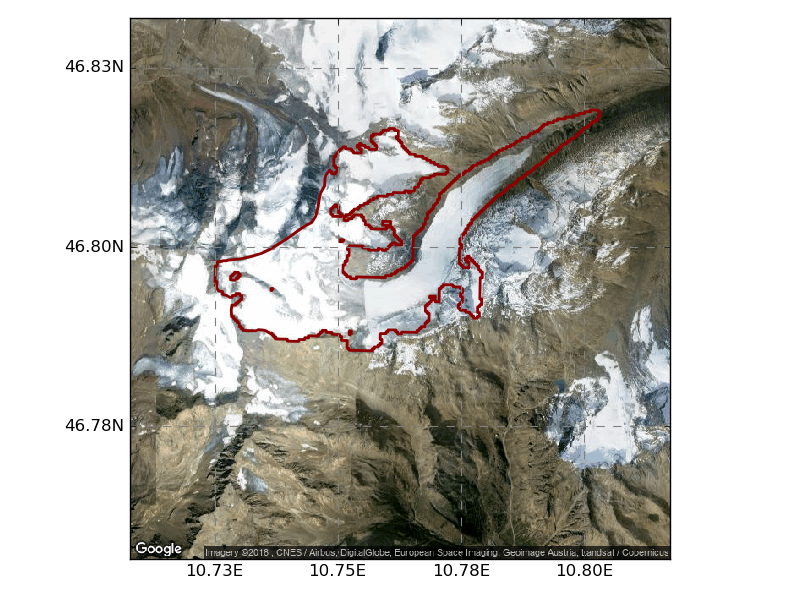 46.83N
46.80N
46.78N
Google
Imagery ©2016 , CNES / Airbus, DigitalGlobe, European Space Imaging, Geoimage Austria, Landsat / Copernicus
10.73E
10.75E
10.78E
10.80E